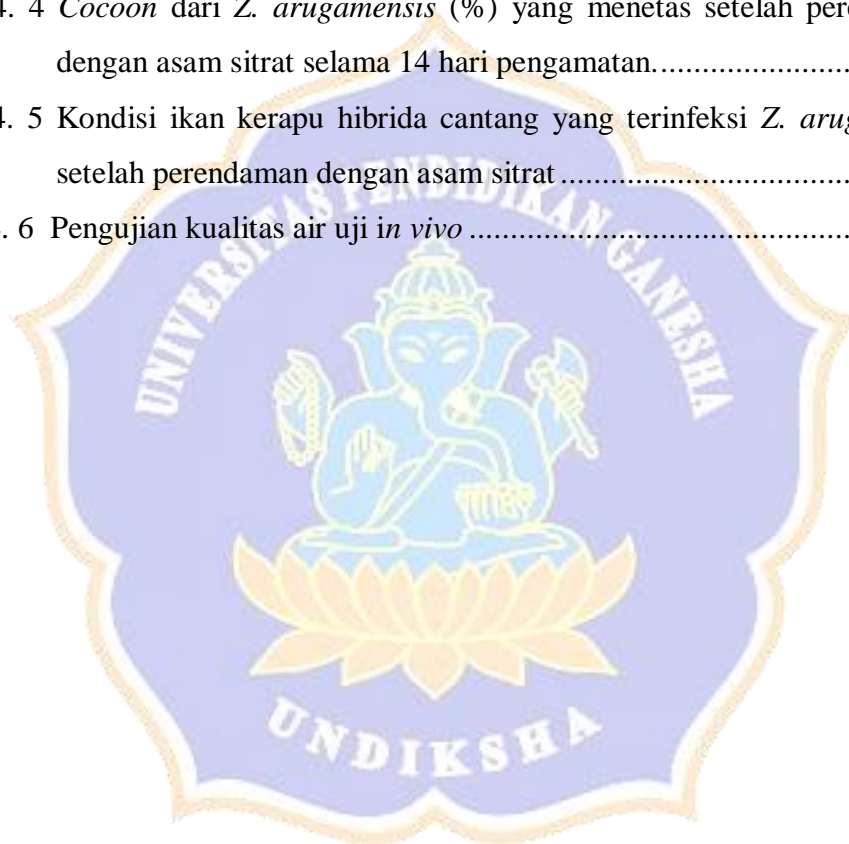 4. 4 Cocoon dari Z. arugamensis (%) yang menetas setelah
dengan asam sitrat selama 14 hari pengamatan.......................
4. 5 Kondisi ikan kerapu hibrida cantang yang terinfeksi Z.
setelah perendaman dengan asam sitrat....................................
. 6 Pengujian kualitas air uji in vivo...............................................
UNIVERSITAS PENDIDIKAN GANESHA
UNDIKSHA